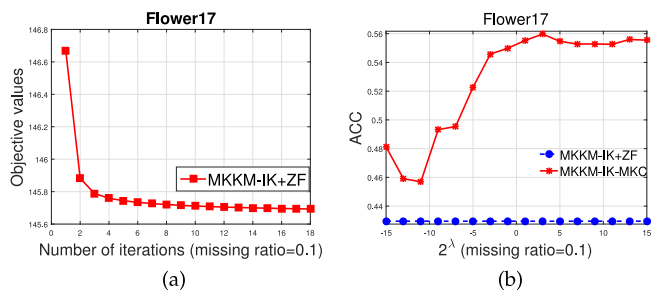 Flower17
146.8
146.6
146.4
146.2
146
145.8
145.6
0 2 4 6 8 10 12 14 16 18
Objective values
Number of iterations (missing ratio=0.1)
MKKM-IK+ZF
(a)
Flower17
0.56
0.54
0.52
0.5
0.48
0.46
0.44
-15 -10 -5 0 5 10 15
ACC
2^λ (missing ratio=0.1)
MKKM-IK+ZF
MKKM-IK-MKC
(b)